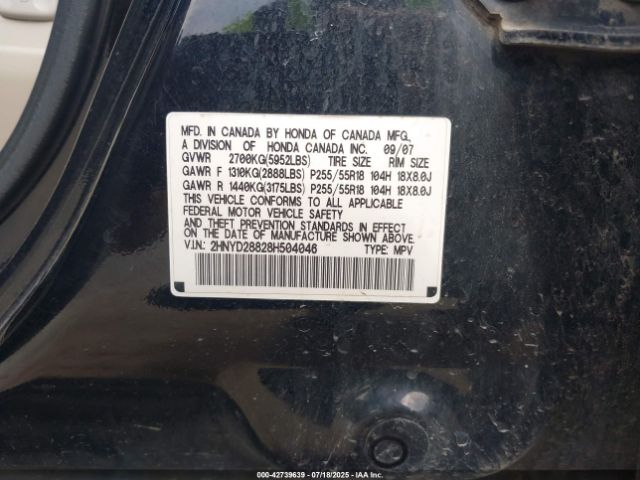 MFD. IN CANADA BY HONDA OF CANADA MFG.,
A DIVISION OF HONDA CANADA INC. 09/07
GVWR 2700KG(5952LBS) TIRE SIZE RIM SIZE
GAWR F 1310KG(2888LBS) P255/55R18 104H 18X8.0J
GAWR R 1440KG(3175LBS) P255/55R18 104H 18X8.0J
THIS VEHICLE CONFORMS TO ALL APPLICABLE
FEDERAL MOTOR VEHICLE SAFETY
AND THEFT PREVENTION STANDARDS IN EFFECT
ON THE DATE OF MANUFACTURE SHOWN ABOVE.
V.I.N.: 2HNYD28828H504046 TYPE: MPV
000-42739639 - 07/18/2025 - IAAI.COM